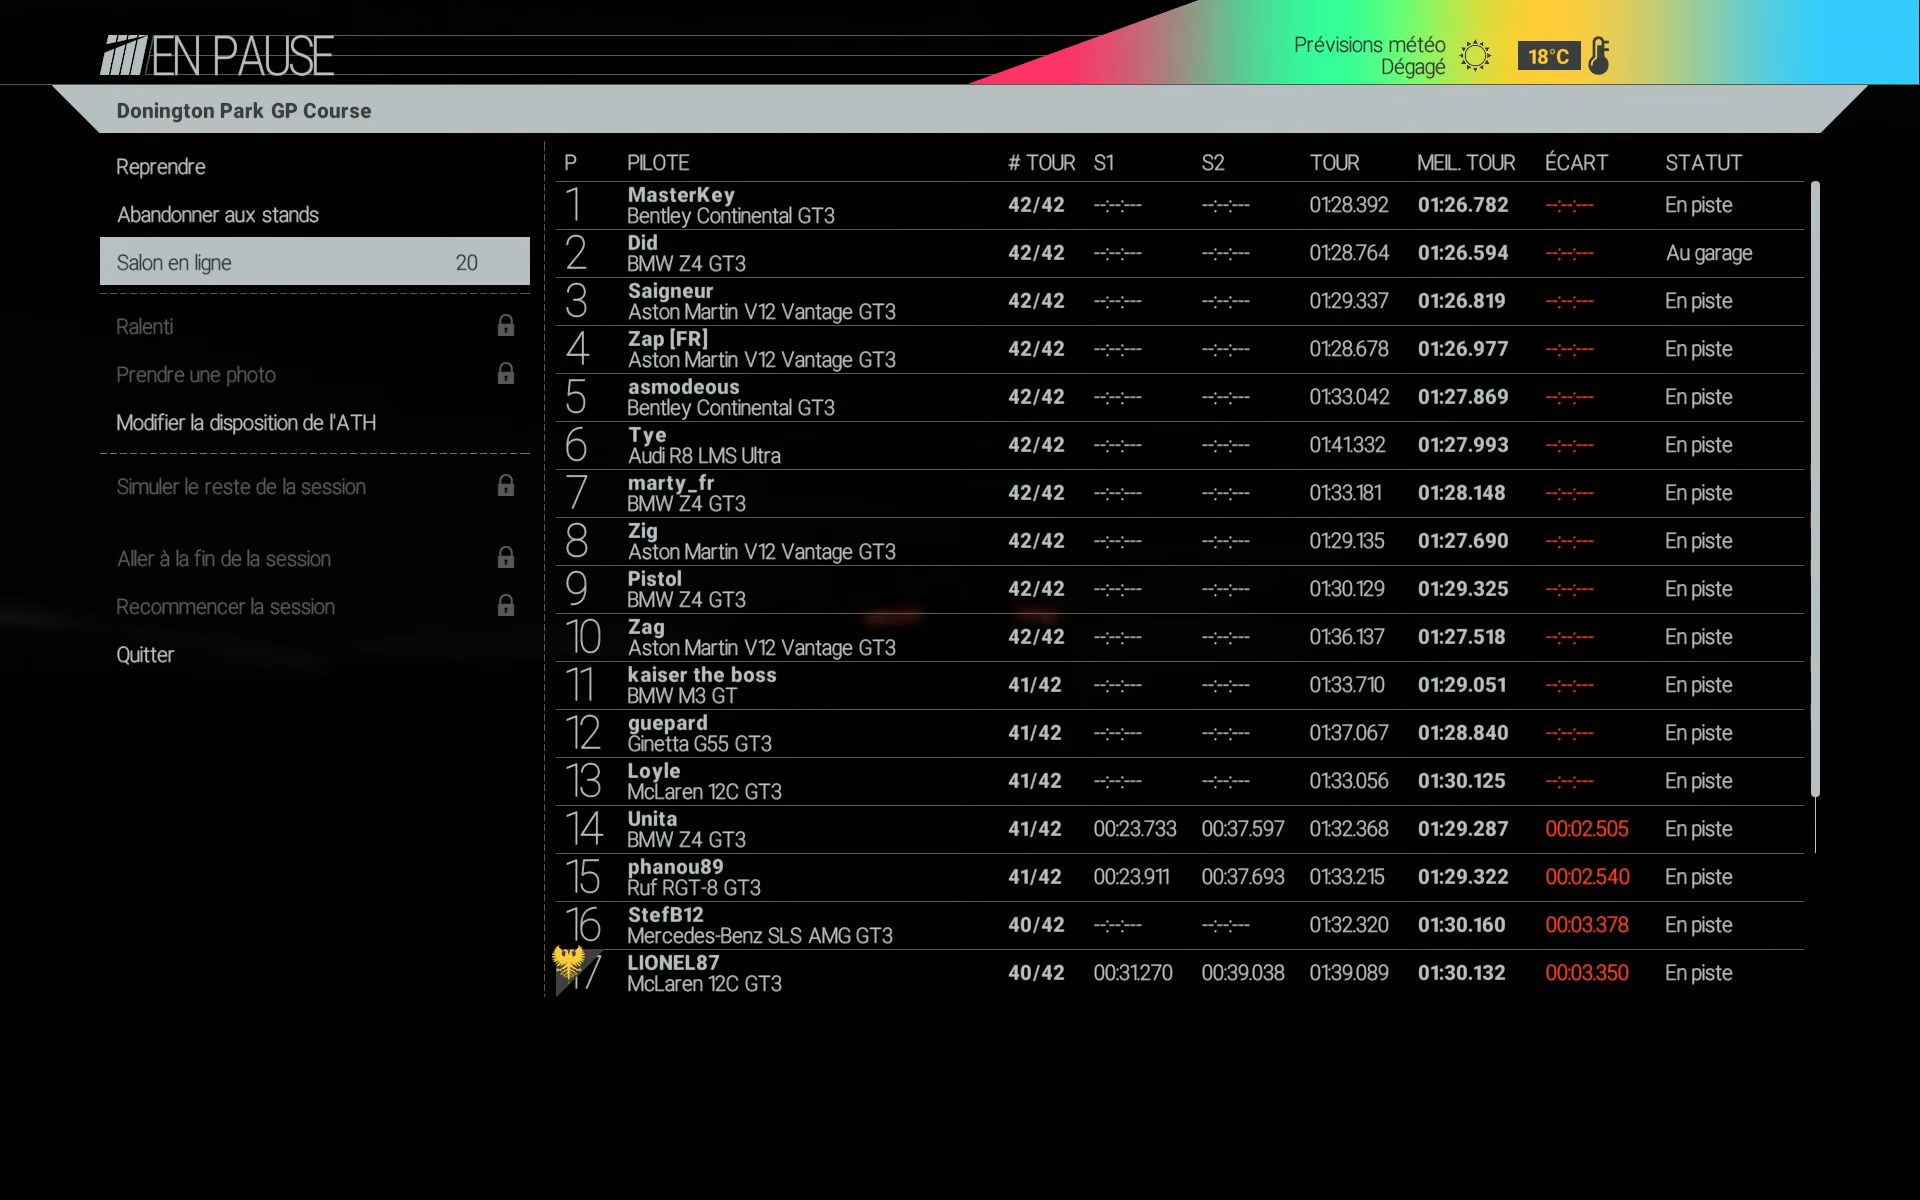 EN PAUSE
Prévisions météo
Dégagé
18°C
Donington Park GP Course
Reprendre
Abandonner aux stands
Salon en ligne 20
Ralenti
Prendre une photo
Modifier la disposition de l'ATH
Simuler le reste de la session
Aller à la fin de la session
Recommencer la session
Quitter
P PILOTE # TOUR S1 S2 TOUR MEIL. TOUR ÉCART STATUT
1 MasterKey 42/42 --:--:--- --:--:--- 01:28.392 01:26.782 --:--:--- En piste
Bentley Continental GT3
2 Did 42/42 --:--:--- --:--:--- 01:28.764 01:26.594 --:--:--- Au garage
BMW Z4 GT3
3 Saigneur 42/42 --:--:--- --:--:--- 01:29.337 01:26.819 --:--:--- En piste
Aston Martin V12 Vantage GT3
4 Zap [FR] 42/42 --:--:--- --:--:--- 01:28.678 01:26.977 --:--:--- En piste
Aston Martin V12 Vantage GT3
5 asmodeous 42/42 --:--:--- --:--:--- 01:33.042 01:27.869 --:--:--- En piste
Bentley Continental GT3
6 Tye 42/42 --:--:--- --:--:--- 01:41.332 01:27.993 --:--:--- En piste
Audi R8 LMS Ultra
7 marty_fr 42/42 --:--:--- --:--:--- 01:33.181 01:28.148 --:--:--- En piste
BMW Z4 GT3
8 Zig 42/42 --:--:--- --:--:--- 01:29.135 01:27.690 --:--:--- En piste
Aston Martin V12 Vantage GT3
9 Pistol 42/42 --:--:--- --:--:--- 01:30.129 01:29.325 --:--:--- En piste
BMW Z4 GT3
10 Zag 42/42 --:--:--- --:--:--- 01:36.137 01:27.518 --:--:--- En piste
Aston Martin V12 Vantage GT3
11 kaiser the boss 41/42 --:--:--- --:--:--- 01:33.710 01:29.051 --:--:--- En piste
BMW M3 GT
12 guepard 41/42 --:--:--- --:--:--- 01:37.067 01:28.840 --:--:--- En piste
Ginetta G55 GT3
13 Loyle 41/42 --:--:--- --:--:--- 01:33.056 01:30.125 --:--:--- En piste
McLaren 12C GT3
14 Unita 41/42 00:23.733 00:37.597 01:32.368 01:29.287 00:02.505 En piste
BMW Z4 GT3
15 phanou89 41/42 00:23.911 00:37.693 01:33.215 01:29.322 00:02.540 En piste
Ruf RGT-8 GT3
16 StefB12 40/42 --:--:--- --:--:--- 01:32.320 01:30.160 00:03.378 En piste
Mercedes-Benz SLS AMG GT3
17 LIONEL87 40/42 00:31.270 00:39.038 01:39.089 01:30.132 00:03.350 En piste
McLaren 12C GT3